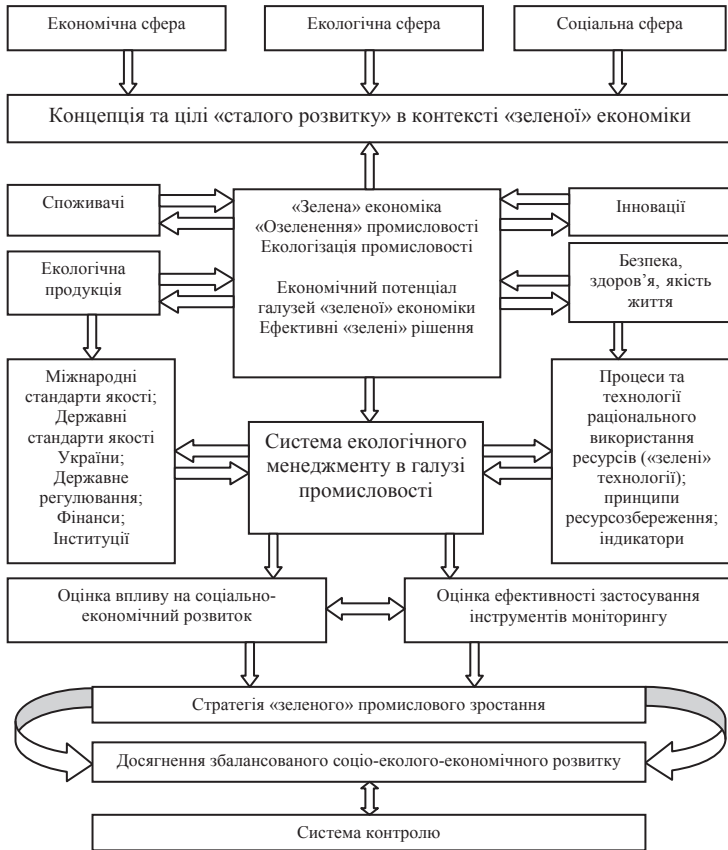 Економічна сфера
Екологічна сфера
Соціальна сфера
Концепція та цілі «сталого розвитку» в контексті «зеленої» економіки
Споживачі
«Зелена» економіка
«Озеленення» промисловості
Екологізація промисловості
Економічний потенціал
галузей «зеленої» економіки
Ефективні «зелені» рішення
Інновації
Екологічна
продукція
Безпека,
здоров’я, якість
життя
Міжнародні
стандарти якості;
Державні
стандарти якості
України;
Державне
регулювання;
Фінанси;
Інституції
Система екологічного
менеджменту в галузі
промисловості
Процеси та
технології
раціонального
використання
ресурсів («зелені»
технології);
принципи
ресурсозбереження;
індикатори
Оцінка впливу на соціально-
економічний розвиток
Оцінка ефективності застосування
інструментів моніторингу
Стратегія «зеленого» промислового зростання
Досягнення збалансованого соціо-еколого-економічного розвитку
Система контролю